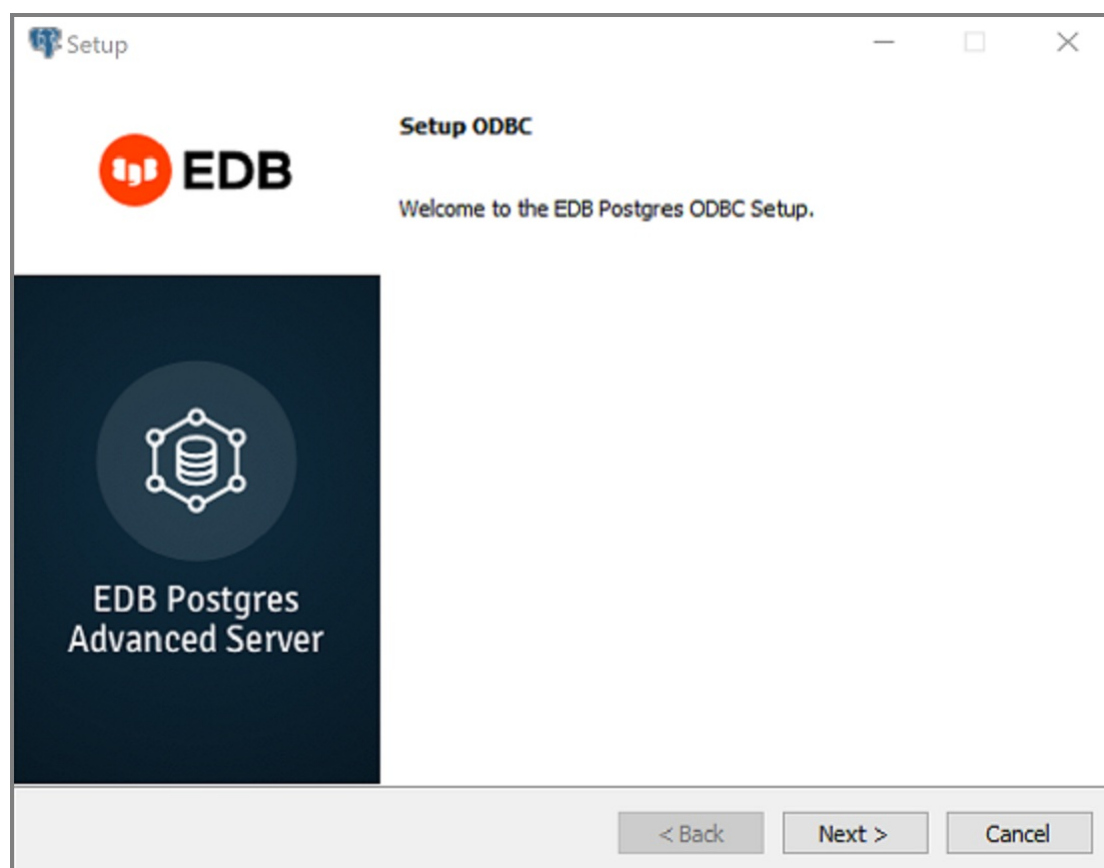 Setup
EDB
Setup ODBC
Welcome to the EDB Postgres ODBC Setup.
EDB Postgres
Advanced Server
< Back
Next >
Cancel